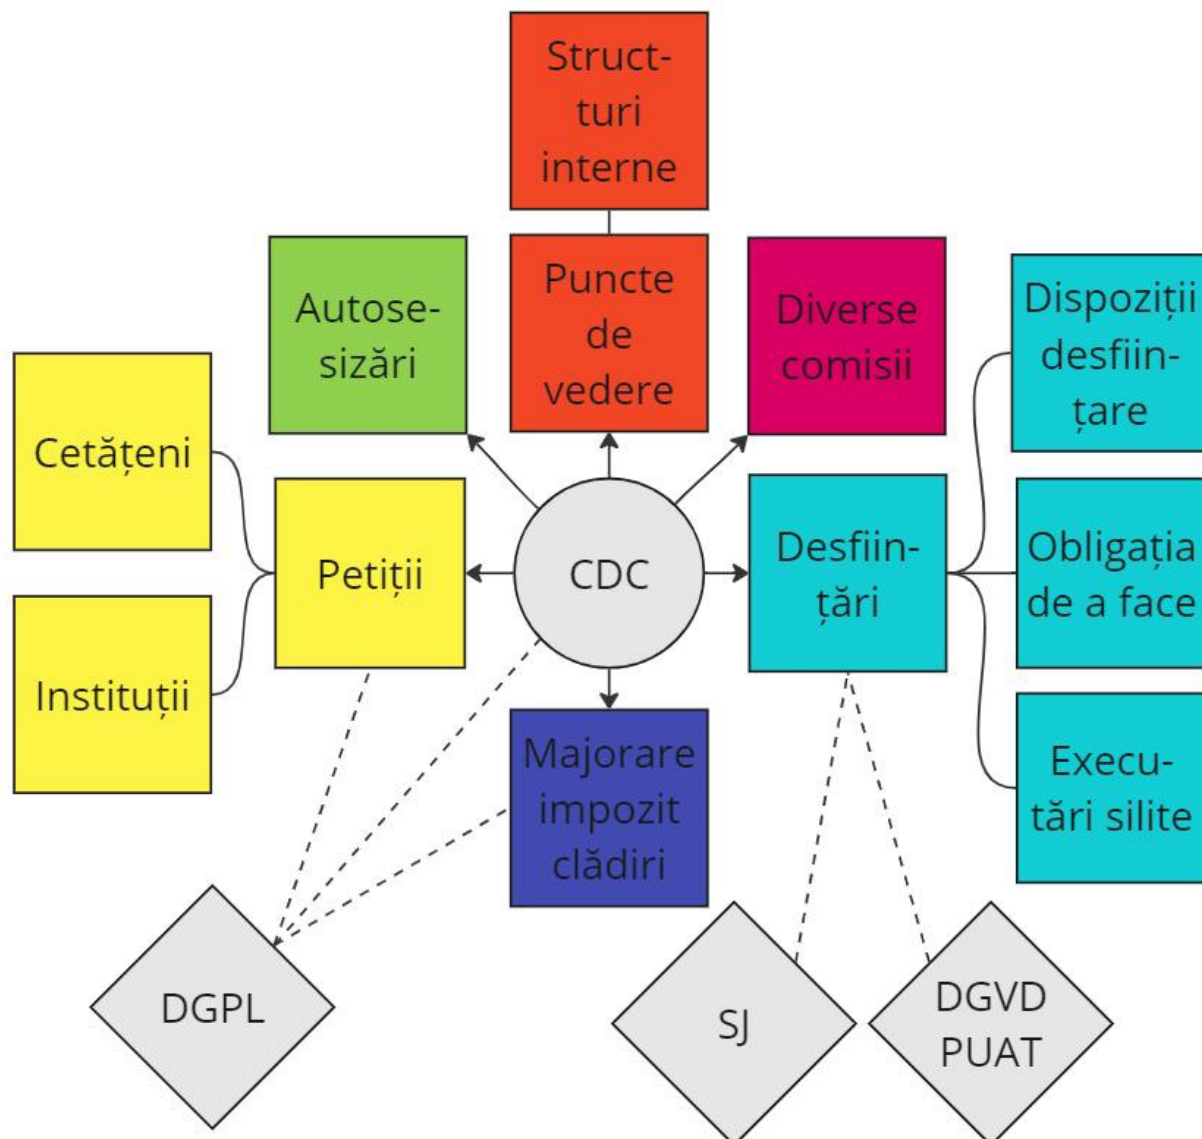 Struct-
turi
interne
Autose-
sizări
Puncte
de
vedere
Diverse
comisii
Dispoziții
desfiin-
țare
Cetățeni
Petiții
CDC
Desfiin-
țări
Obligația
de a face
Instituții
Majorare
impozit
clădiri
Execu-
tări silite
DGPL
SJ
DGVD
PUAT